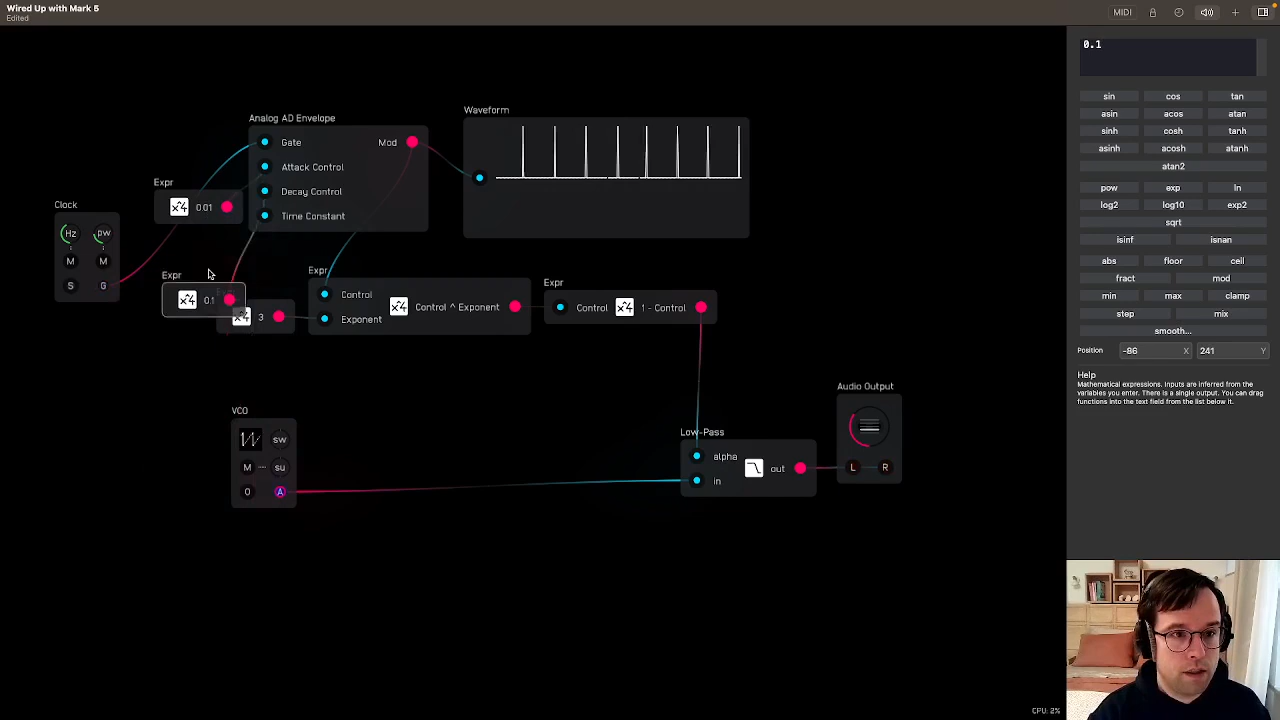 Wired Up with Mark 5
Edited
MIDI
0.1
sin cos tan
asin acos atan
sinh cosh tanh
asinh acosh atanh
atan2
pow exp ln
log2 log10 exp2
sqrt
isinf isnan
abs floor ceil
fract mod
min max clamp
step mix
smooth...
Position -86 X 241 Y
Help
Mathematical expressions. Inputs are inferred from the
variables you enter. There is a single output. You can drag
functions into the text field from the list below it.
Analog AD Envelope
Gate Mod
Attack Control
Decay Control
Time Constant
Waveform
Expr
x^4 0.01
Clock
Hz pw
M M
S G
Expr
x^4 0.1
x^4 3
Expr
Control
x^4 Control ^ Exponent
Exponent
Expr
Control x^4 1 - Control
VCO
sw
M su
O A
Low-Pass
alpha
out
in
Audio Output
L R
CPU: 2%